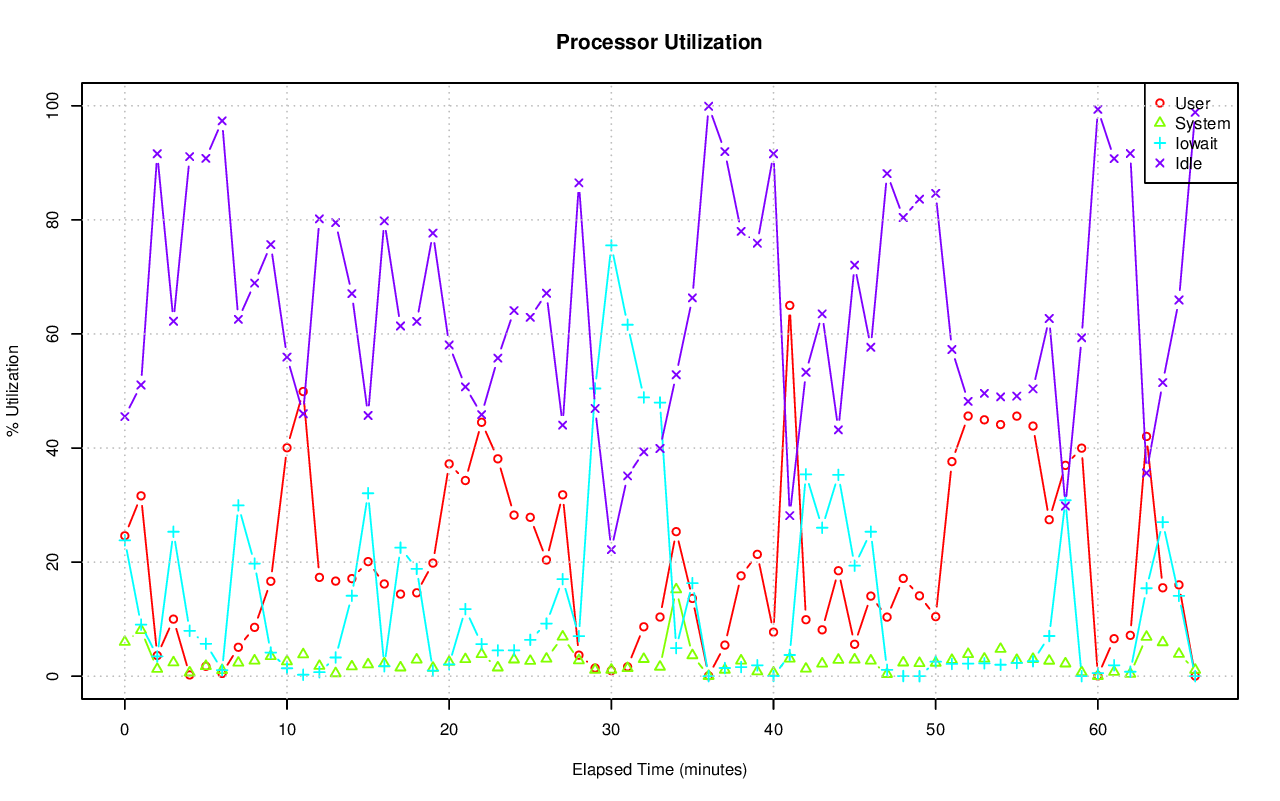 Processor Utilization
% Utilization
100
80
60
40
20
0
User
System
Iowait
Idle
0 10 20 30 40 50 60
Elapsed Time (minutes)